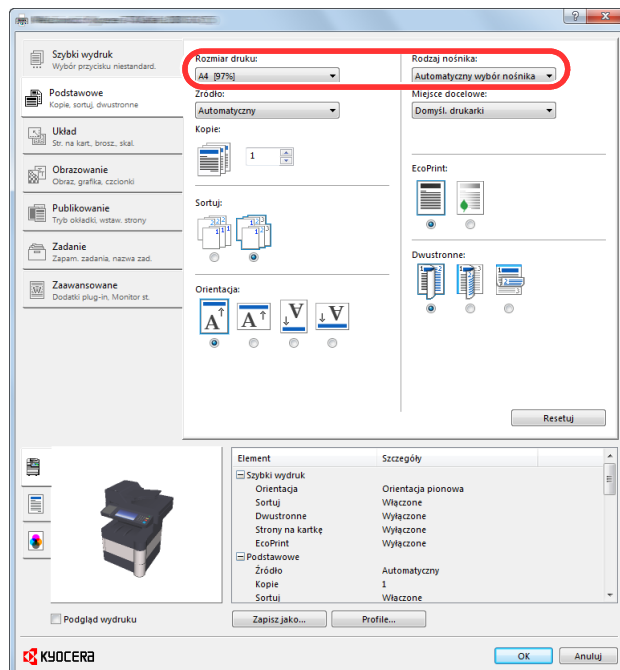 Szybki wydruk
Wybór przycisku niestandard.
Podstawowe
Kopie, sortuj, dwustronne
Układ
Str. na kart., brosz., skal.
Obrazowanie
Obraz, grafika, czcionki
Publikowanie
Tryb okładki, wstaw. strony
Zadanie
Zapam. zadania, nazwa zad.
Zaawansowane
Dodatki plug-in, Monitor st.
Rozmiar druku:
A4 [97%]
Źródło:
Automatyczny
Kopie:
1
Sortuj:
Orientacja:
Rodzaj nośnika:
Automatyczny wybór nośnika
Miejsce docelowe:
Domyśl. drukarki
EcoPrint:
Dwustronne:
Resetuj
Element Szczegóły
Szybki wydruk
Orientacja Orientacja pionowa
Sortuj Włączone
Dwustronne Wyłączone
Strony na kartkę Wyłączone
EcoPrint Wyłączone
Podstawowe
Źródło Automatyczny
Kopie 1
Sortuj Włączone
Podgląd wydruku
Zapisz jako... Profile...
KYOCERA
OK Anuluj